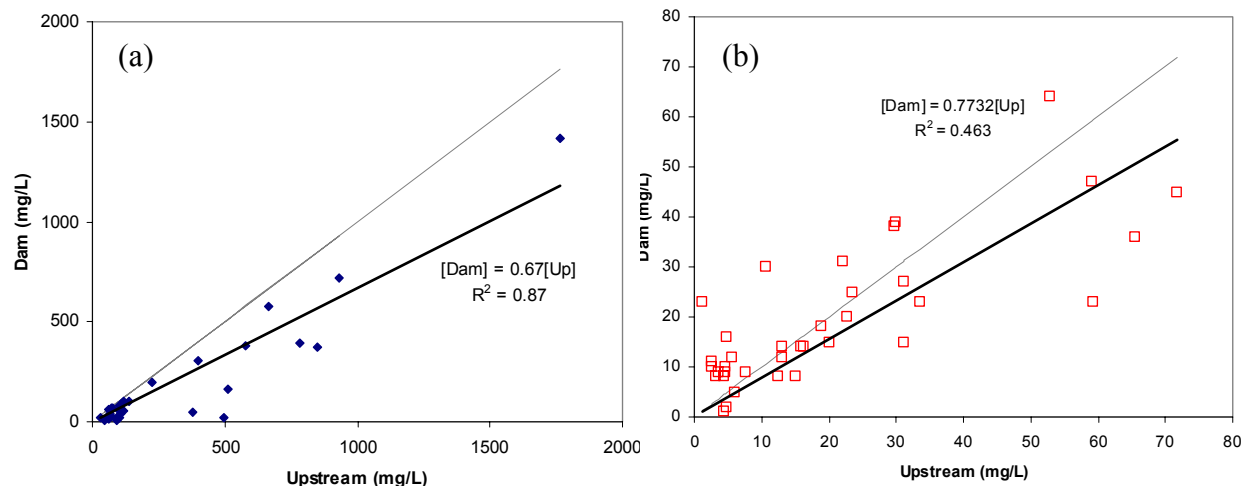 (a)
2000
1500
1000
500
0
Dam (mg/L)
[Dam] = 0.67[Up]
R² = 0.87
0 500 1000 1500 2000
Upstream (mg/L)
(b)
80
70
60
50
40
30
20
10
0
Dam (mg/L)
[Dam] = 0.7732[Up]
R² = 0.463
0 10 20 30 40 50 60 70 80
Upstream (mg/L)